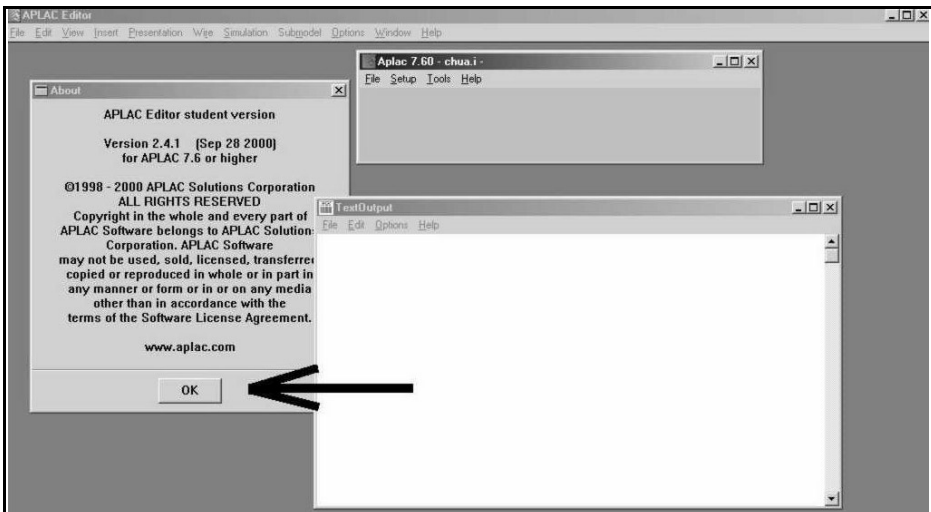 APLAC Editor
File Edit View Insert Presentation Wire Simulation Submodel Options Window Help
Aplac 7.60 - chua.i -
File Setup Tools Help
About
APLAC Editor student version
Version 2.4.1 (Sep 28 2000)
for APLAC 7.6 or higher
©1998 - 2000 APLAC Solutions Corporation
ALL RIGHTS RESERVED
Copyright in the whole and every part of
APLAC Software belongs to APLAC Solution
Corporation. APLAC Software
may not be used, sold, licensed, transferre
copied or reproduced in whole or in part in
any manner or form or in or on any media
other than in accordance with the
terms of the Software License Agreement.
www.aplac.com
OK
TextOutput
File Edit Options Help